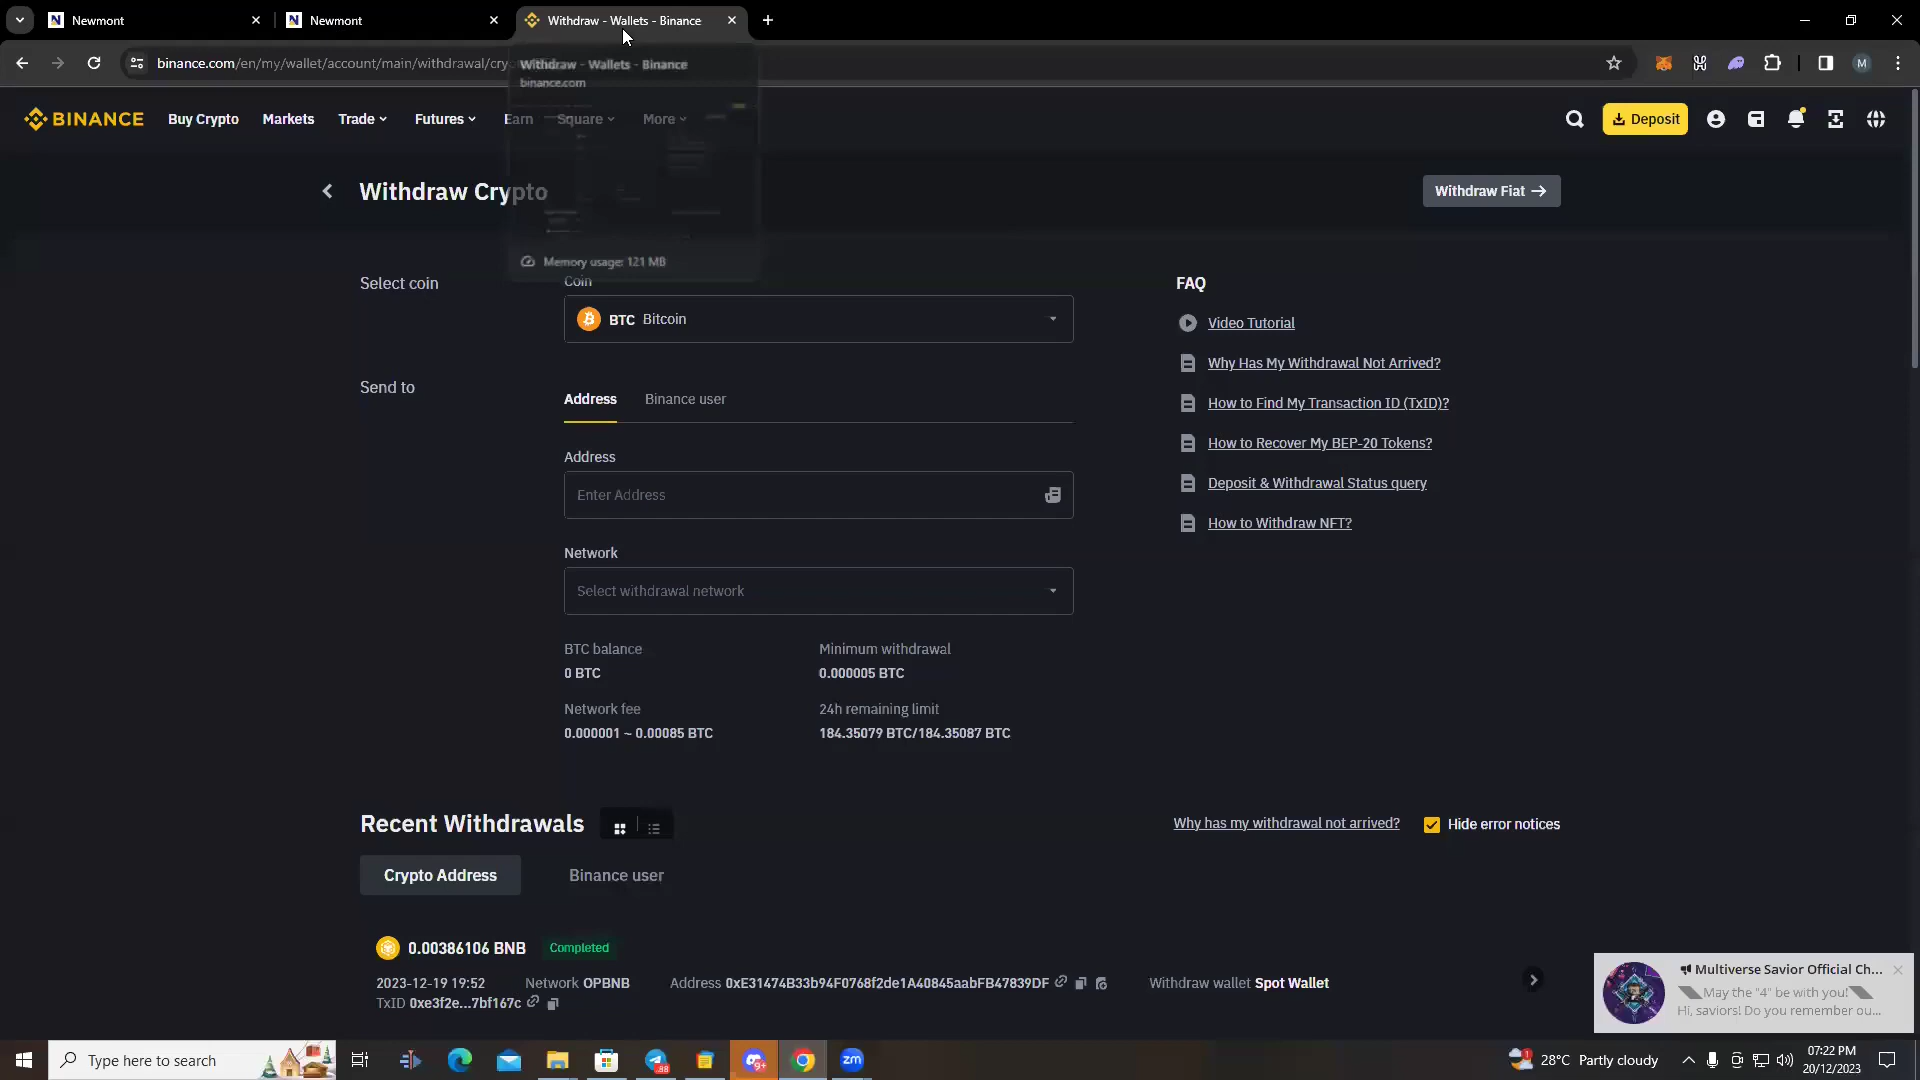 Newmont
Newmont
Withdraw - Wallets - Binance
binance.com/en/my/wallet/account/main/withdrawal/cry
M
Withdraw - Wallets - Binance
binance.com
Memory usage: 121 MB
BINANCE
Buy Crypto
Markets
Trade
Futures
Earn
Square
More
Deposit
Withdraw Crypto
Withdraw Fiat →
Select coin
Coin
BTC Bitcoin
Send to
Address
Binance user
Address
Enter Address
Network
Select withdrawal network
BTC balance
0 BTC
Minimum withdrawal
0.000005 BTC
Network fee
0.000001 ~ 0.00085 BTC
24h remaining limit
184.35079 BTC/184.35087 BTC
FAQ
Video Tutorial
Why Has My Withdrawal Not Arrived?
How to Find My Transaction ID (TxID)?
How to Recover My BEP-20 Tokens?
Deposit & Withdrawal Status query
How to Withdraw NFT?
Recent Withdrawals
Why has my withdrawal not arrived?
Hide error notices
Crypto Address
Binance user
0.00386106 BNB Completed
2023-12-19 19:52 Network OPBNB Address 0xE31474B33b94F0768f2de1A40845aabFB47839DF Withdraw wallet Spot Wallet
TxID 0xe3f2e...7bf167c
Multiverse Savior Official Ch...
May the "4" be with you!
Hi, saviors! Do you remember ou...
Type here to search
88
9+
zm
1
28°C Partly cloudy
07:22 PM
20/12/2023